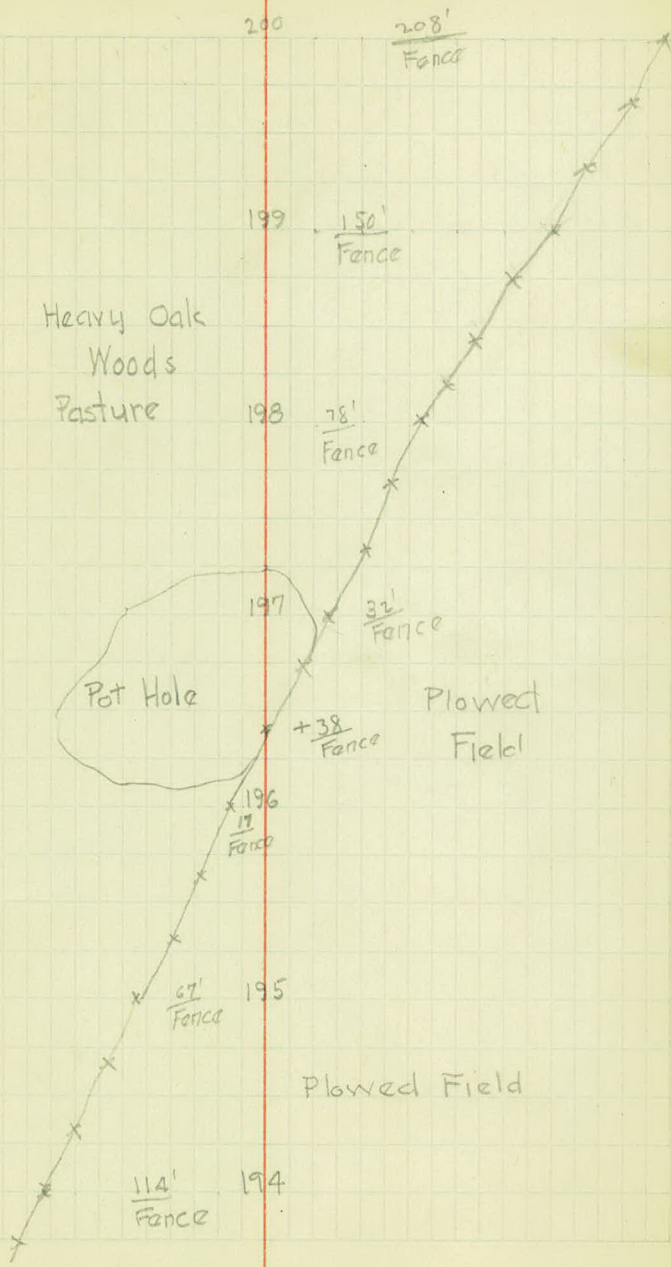 200 208'
Fence
199 150'
Fence
Heavy Oak
Woods
Pasture
198 78'
Fence
197 32'
Fence
Pot Hole
Plowed
Field
+38
Fence
196
17
Fence
67' 195
Fence
Plowed Field
114' 194
Fence